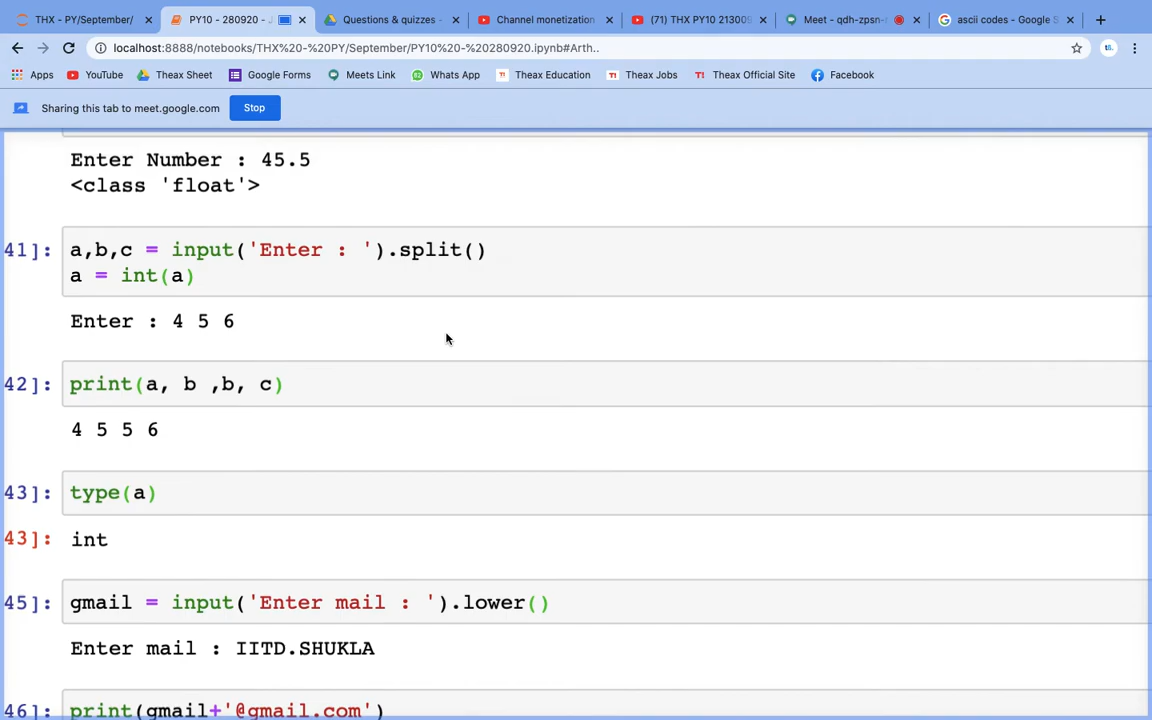 THX - PY/September/
PY10 - 280920 - J
Questions & quizzes -
Channel monetization
(71) THX PY10 21300
Meet - qdh-zpsn-
ascii codes - Google S
localhost:8888/notebooks/THX%20-%20PY/September/PY10%20-%20280920.ipynb#Arth..
Apps
YouTube
Theax Sheet
Google Forms
Meets Link
Whats App
Theax Education
Theax Jobs
Theax Official Site
Facebook
Sharing this tab to meet.google.com
Stop
Enter Number : 45.5
<class 'float'>
41]:
a,b,c = input('Enter : ').split()
a = int(a)
Enter : 4 5 6
42]:
print(a, b ,b, c)
4 5 5 6
43]:
type(a)
43]:
int
45]:
gmail = input('Enter mail : ').lower()
Enter mail : IITD.SHUKLA
46]:
print(gmail+'@gmail.com')